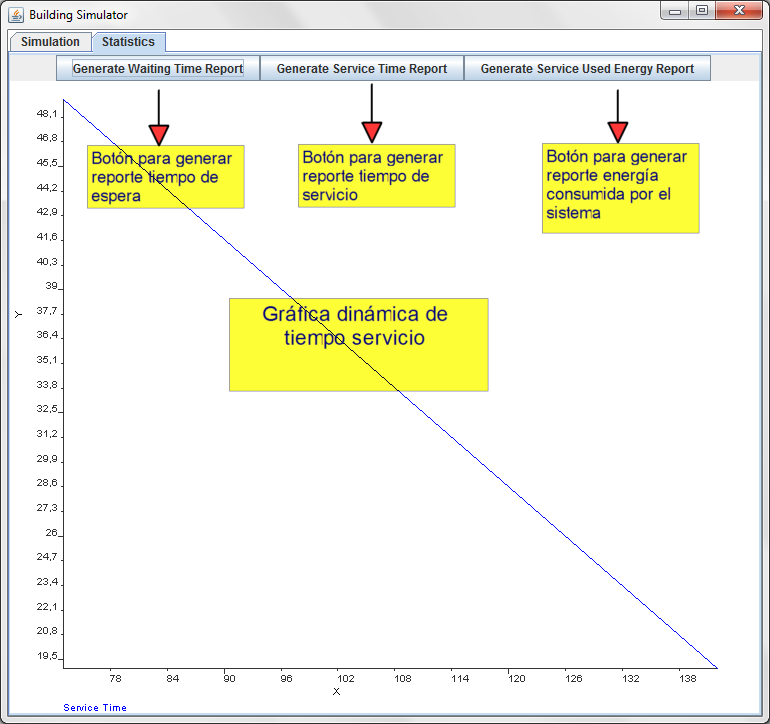 Building Simulator
Simulation Statistics
Generate Waiting Time Report Generate Service Time Report Generate Service Used Energy Report
Botón para generar
reporte tiempo de
espera
Botón para generar
reporte tiempo de
servicio
Botón para generar
reporte energía
consumida por el
sistema
Gráfica dinámica de
tiempo servicio
48,1
46,8
45,5
44,2
42,9
41,6
40,3
39
37,7
36,4
35,1
33,8
32,5
31,2
29,9
28,6
27,3
26
24,7
23,4
22,1
20,8
19,5
Y
78 84 90 96 102 108 114 120 126 132 138
X
Service Time